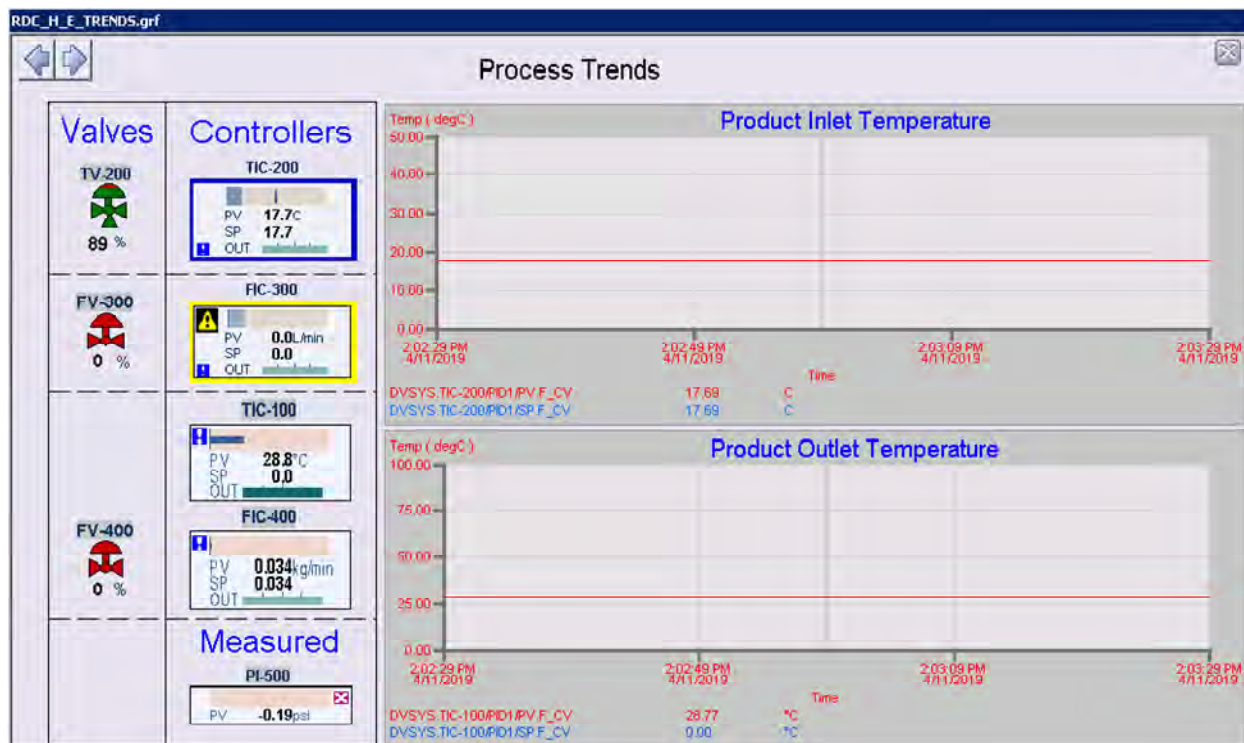 RDC_H_E_TRENDS.grf
Process Trends
Valves
TV-200
89 %
FV-300
0 %
FV-400
0 %
Controllers
TIC-200
PV 17.7C
SP 17.7
OUT
FIC-300
PV 0.0L/min
SP 0.0
OUT
TIC-100
PV 28.8°C
SP 0.0
OUT
FIC-400
PV 0.034kg/min
SP 0.034
OUT
Measured
PI-500
PV -0.19psi
Temp ( degC )
Product Inlet Temperature
50.00
40.00
30.00
20.00
10.00
0.00
2:02:29 PM 2:02:49 PM 2:03:09 PM 2:03:29 PM
4/11/2019 4/11/2019 4/11/2019 4/11/2019
Time
DVSYS.TIC-200/PID1/PV.F_CV 17.69 C
DVSYS.TIC-200/PID1/SP.F_CV 17.69 C
Temp ( degC )
Product Outlet Temperature
100.00
75.00
50.00
25.00
0.00
2:02:29 PM 2:02:49 PM 2:03:09 PM 2:03:29 PM
4/11/2019 4/11/2019 4/11/2019 4/11/2019
Time
DVSYS.TIC-100/PID1/PV.F_CV 28.77 °C
DVSYS.TIC-100/PID1/SP.F_CV 0.00 °C